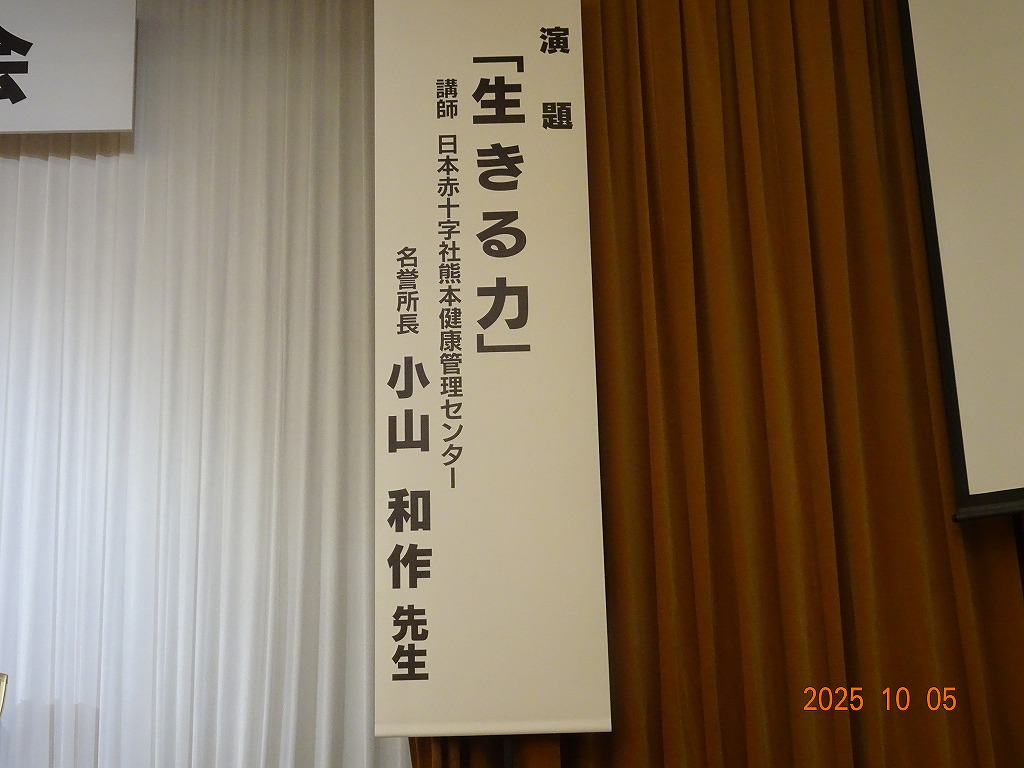 会
演題
「生きる力」
講師 日本赤十字社熊本健康管理センター
名誉所長 小山 和作 先生
2025 10 05